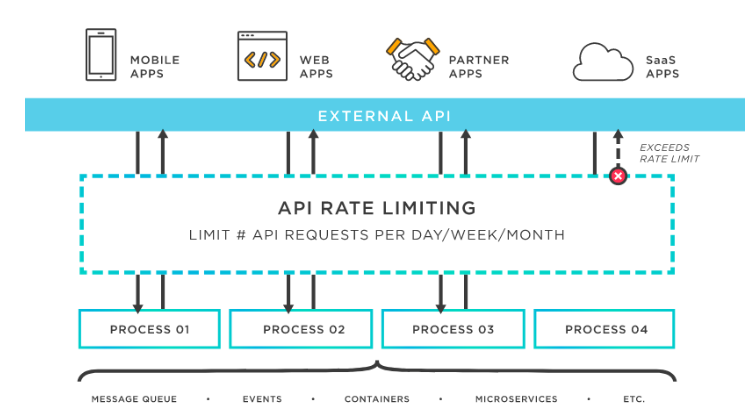 MOBILE
APPS
WEB
APPS
PARTNER
APPS
SaaS
APPS
EXTERNAL API
EXCEEDS
RATE LIMIT
API RATE LIMITING
LIMIT # API REQUESTS PER DAY/WEEK/MONTH
PROCESS 01
PROCESS 02
PROCESS 03
PROCESS 04
MESSAGE QUEUE • EVENTS • CONTAINERS • MICROSERVICES • ETC.